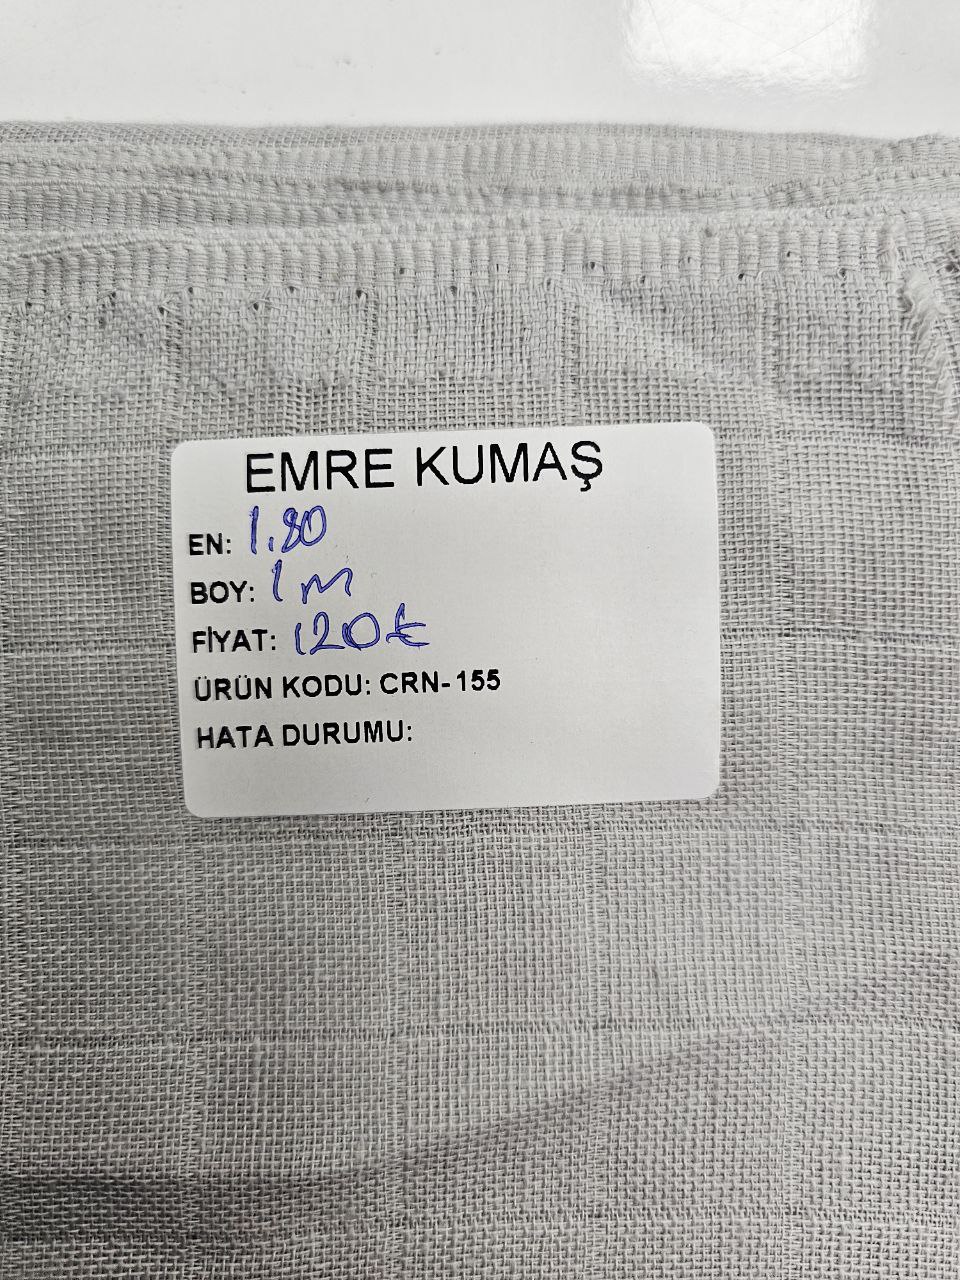 EMRE KUMAŞ
EN: 1.80
BOY: 1 m
FİYAT: 120₺
ÜRÜN KODU: CRN-155
HATA DURUMU: